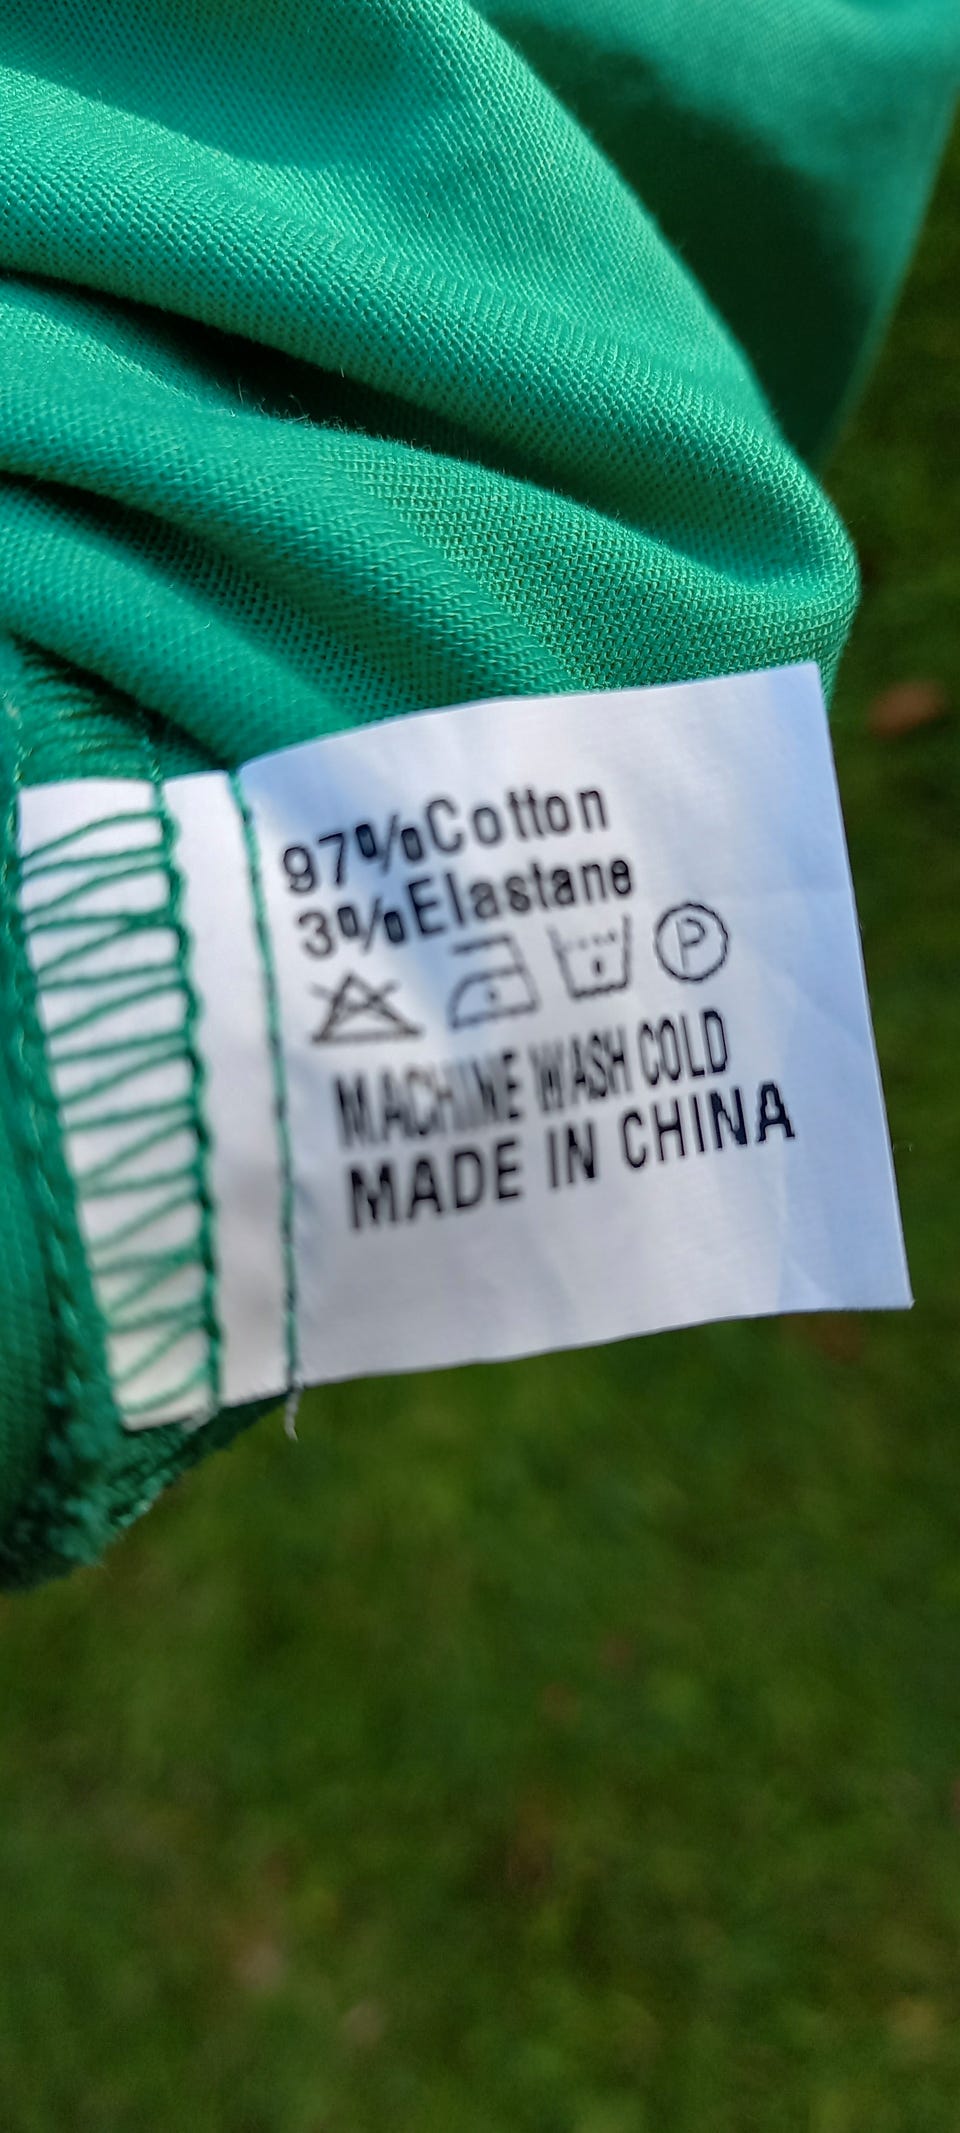 97%Cotton
3%Elastane
P
MACHINE WASH COLD
MADE IN CHINA